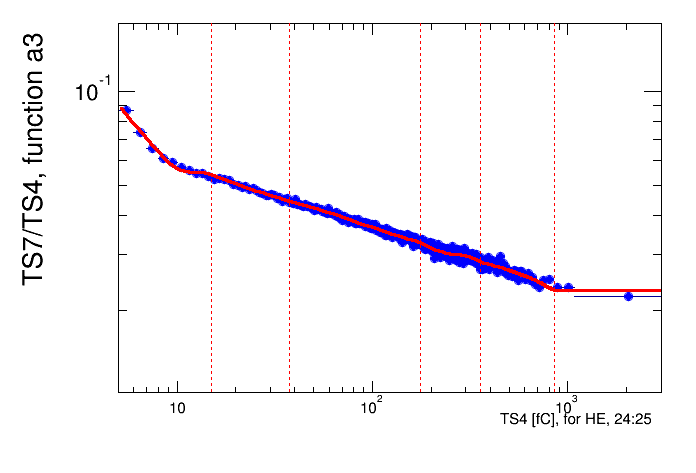 TS7/TS4, function a3
10⁻¹
10
10²
10³
TS4 [fC], for HE, 24:25